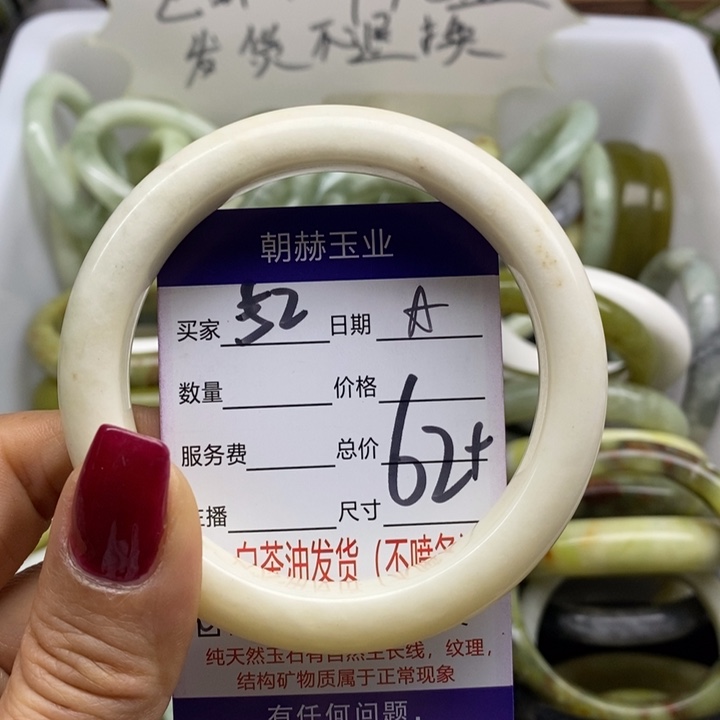 发货不退换
朝赫玉业
买家 52 日期 A
数量 价格
服务费 总价 62+
主播 尺寸
白茶油发货（不喷
纯天然玉石有自然生长线，纹理，
结构矿物质属于正常现象
有任何问题，